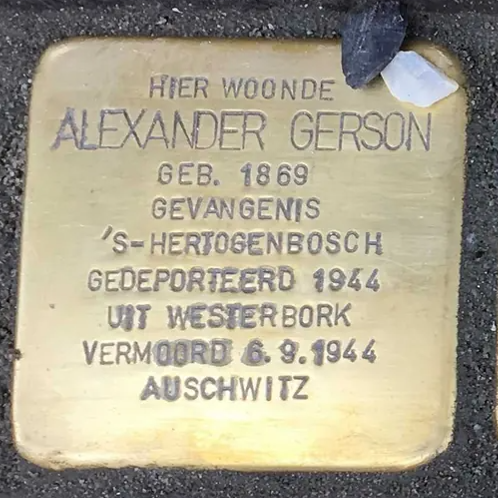 HIER WOONDE
ALEXANDER GERSON
GEB. 1869
GEVANGENIS
'S-HERTOGENBOSCH
GEDEPORTEERD 1944
UIT WESTERBORK
VERMOORD 6.9.1944
AUSCHWITZ